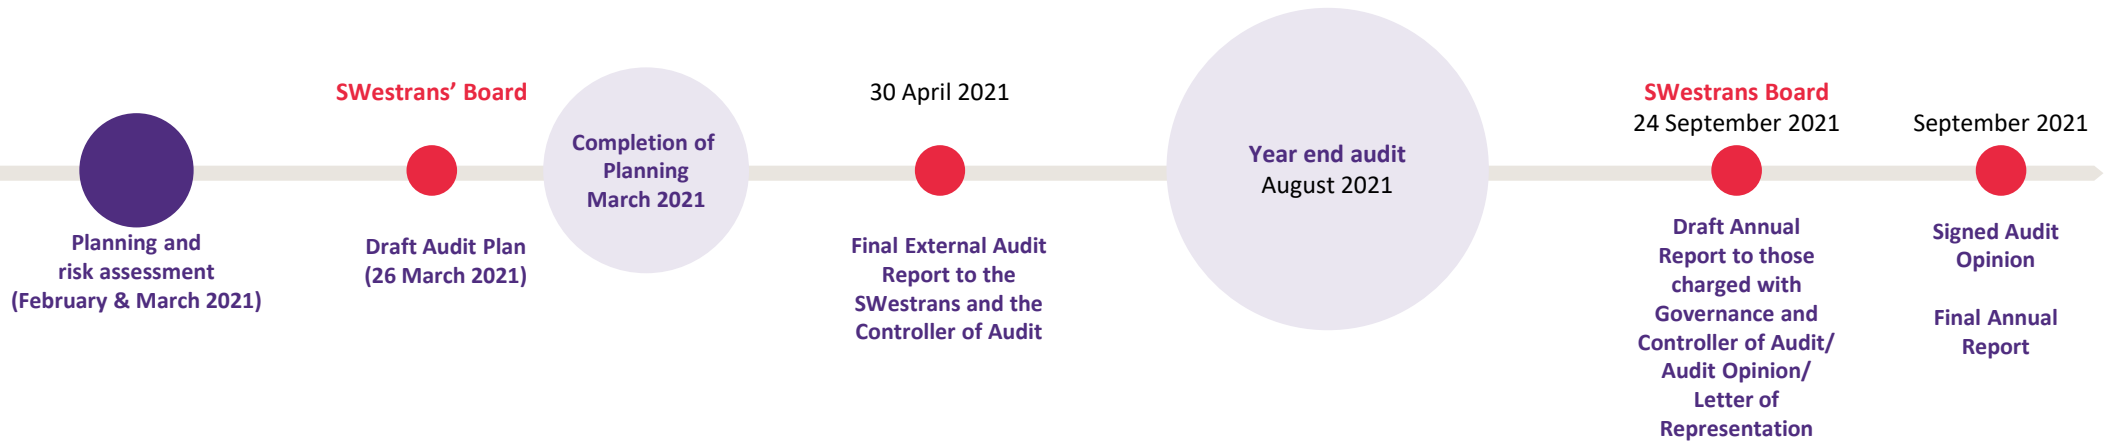 Planning and
risk assessment
(February & March 2021)
SWestrans’ Board
Draft Audit Plan
(26 March 2021)
Completion of
Planning
March 2021
30 April 2021
Final External Audit
Report to the
SWestrans and the
Controller of Audit
Year end audit
August 2021
SWestrans Board
24 September 2021
Draft Annual
Report to those
charged with
Governance and
Controller of Audit/
Audit Opinion/
Letter of
Representation
September 2021
Signed Audit
Opinion
Final Annual
Report